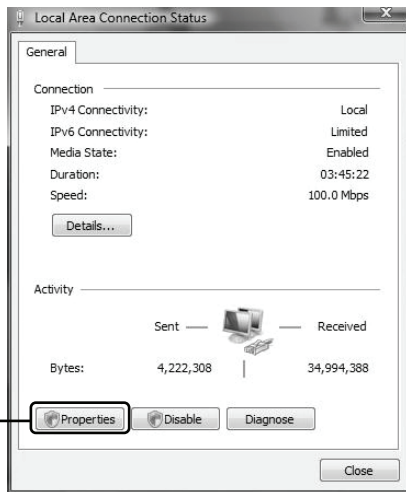 Local Area Connection Status
X
General
Connection
IPv4 Connectivity: Local
IPv6 Connectivity: Limited
Media State: Enabled
Duration: 03:45:22
Speed: 100.0 Mbps
Details...
Activity
Sent Received
Bytes: 4,222,308 34,994,388
Properties Disable Diagnose
Close